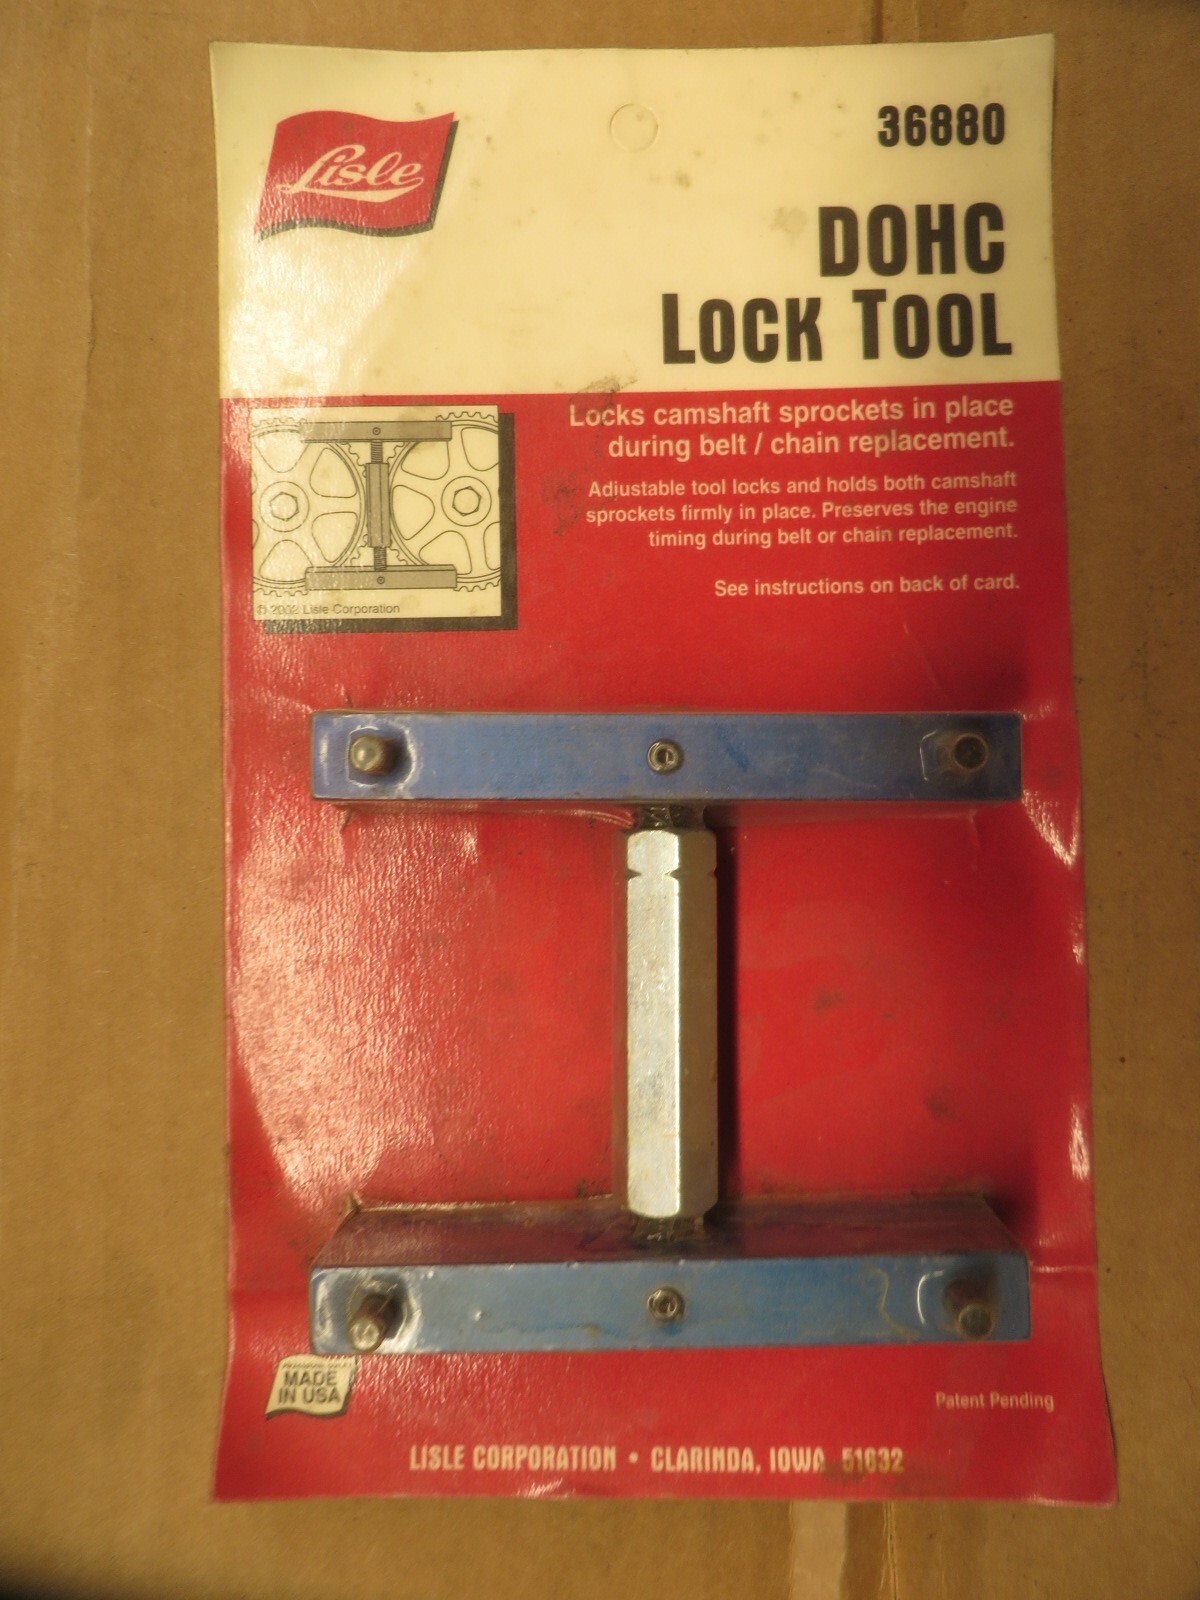 Lisle
36880
DOHC
LOCK TOOL
Locks camshaft sprockets in place
during belt / chain replacement.
Adjustable tool locks and holds both camshaft
sprockets firmly in place. Preserves the engine
timing during belt or chain replacement.
See instructions on back of card.
© 2002 Lisle Corporation
MADE
IN USA
Patent Pending
LISLE CORPORATION • CLARINDA, IOWA 51632